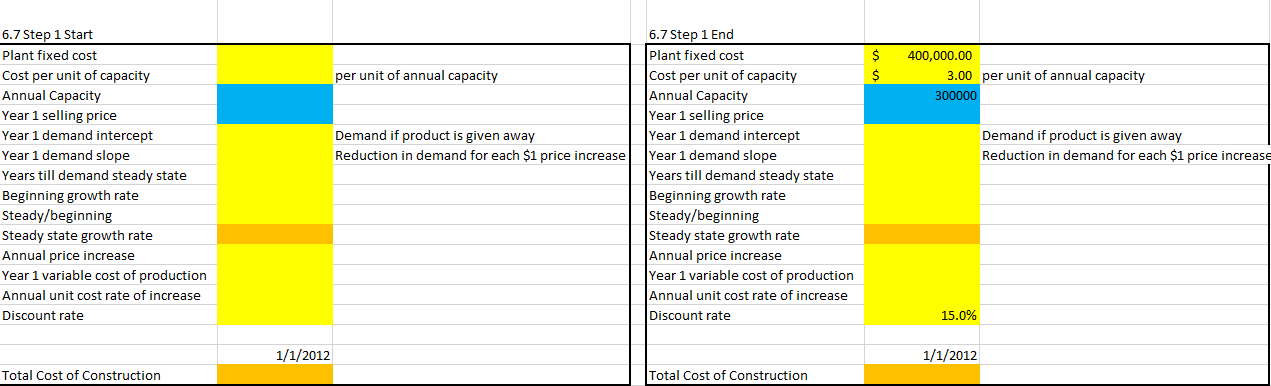 6.7 Step 1 Start
Plant fixed cost
Cost per unit of capacity per unit of annual capacity
Annual Capacity
Year 1 selling price
Year 1 demand intercept Demand if product is given away
Year 1 demand slope Reduction in demand for each $1 price increase
Years till demand steady state
Beginning growth rate
Steady/beginning
Steady state growth rate
Annual price increase
Year 1 variable cost of production
Annual unit cost rate of increase
Discount rate
1/1/2012
Total Cost of Construction
6.7 Step 1 End
Plant fixed cost $ 400,000.00
Cost per unit of capacity $ 3.00 per unit of annual capacity
Annual Capacity 300000
Year 1 selling price
Year 1 demand intercept Demand if product is given away
Year 1 demand slope Reduction in demand for each $1 price increase
Years till demand steady state
Beginning growth rate
Steady/beginning
Steady state growth rate
Annual price increase
Year 1 variable cost of production
Annual unit cost rate of increase
Discount rate 15.0%
1/1/2012
Total Cost of Construction